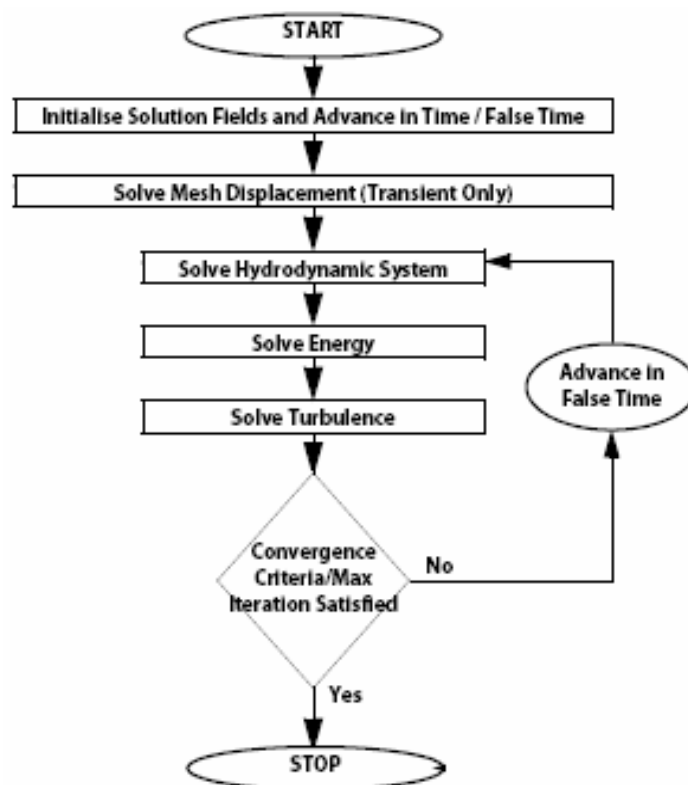 START
Initialise Solution Fields and Advance in Time / False Time
Solve Mesh Displacement (Transient Only)
Solve Hydrodynamic System
Solve Energy
Advance in
False Time
Solve Turbulence
Convergence
Criteria/Max
Iteration Satisfied
No
Yes
STOP